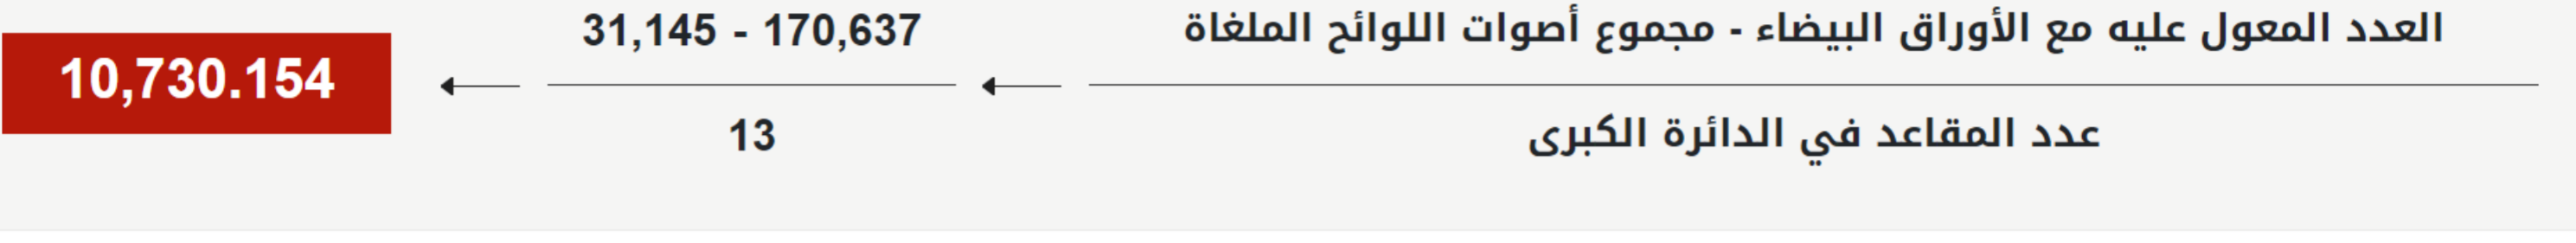 العدد المعول عليه مع الأوراق البيضاء - مجموع أصوات اللوائح الملغاة
عدد المقاعد في الدائرة الكبرى
31,145 - 170,637
13
10,730.154